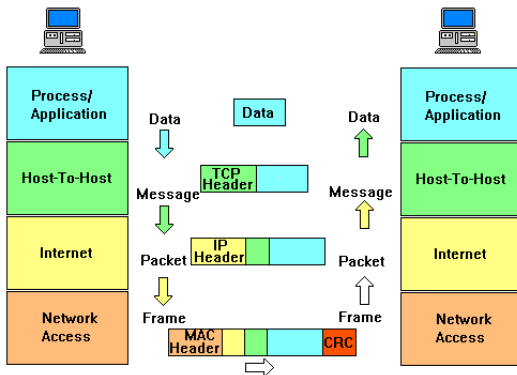 Process/
Application
Data
Data
Data
Process/
Application
Host-To-Host
TCP
Header
Message
Message
Host-To-Host
Internet
IP
Header
Packet
Packet
Internet
Network
Access
Frame
MAC
Header
CRC
Frame
Network
Access